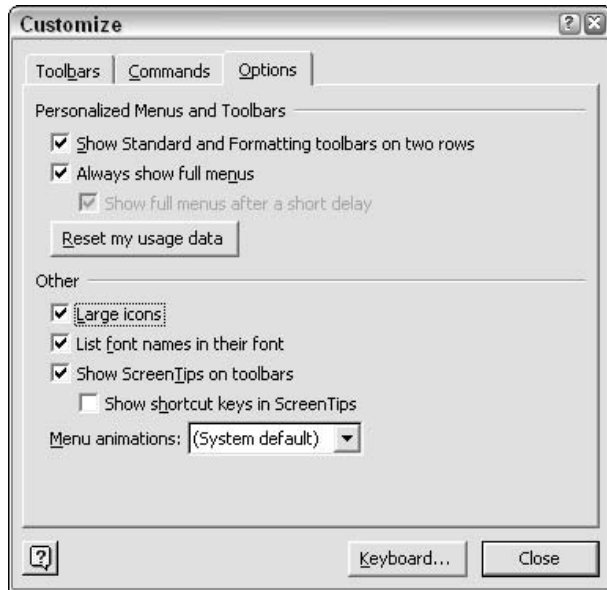 Customize
Toolbars Commands Options
Personalized Menus and Toolbars
Show Standard and Formatting toolbars on two rows
Always show full menus
Show full menus after a short delay
Reset my usage data
Other
Large icons
List font names in their font
Show ScreenTips on toolbars
Show shortcut keys in ScreenTips
Menu animations: (System default)
Keyboard... Close